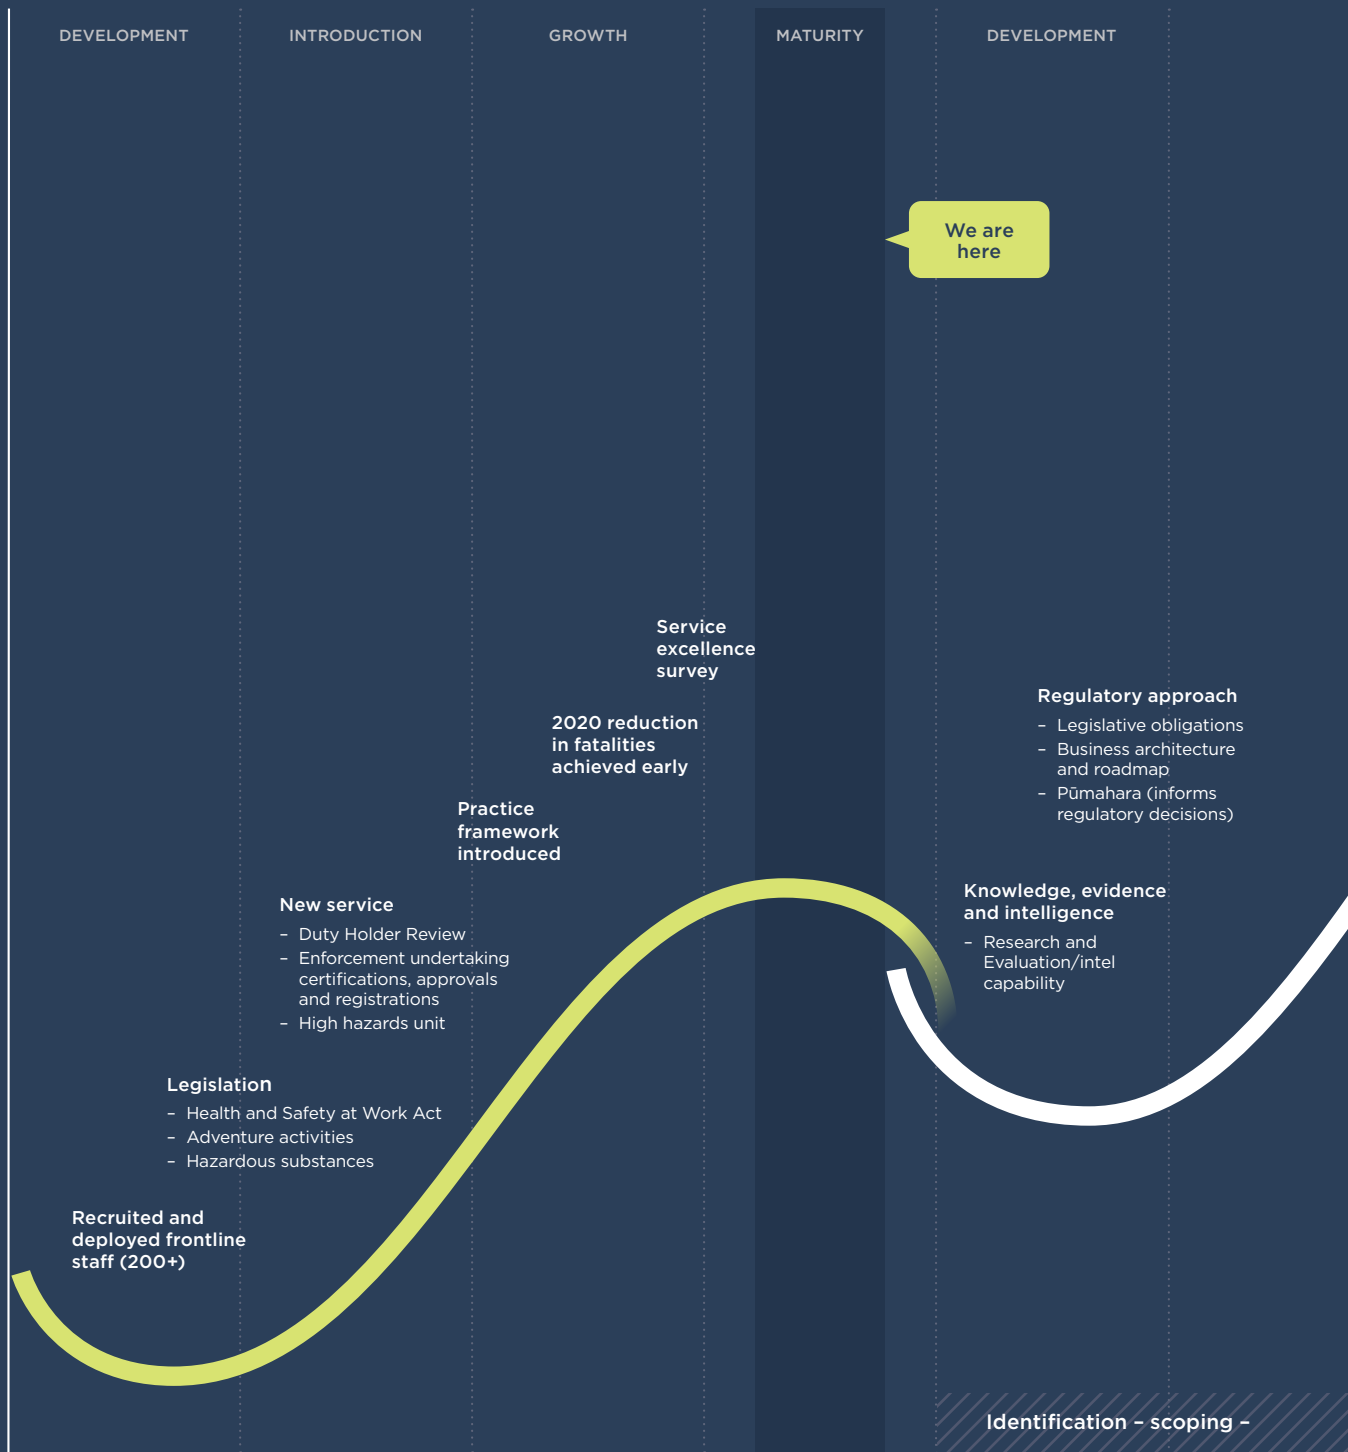 DEVELOPMENT
INTRODUCTION
GROWTH
MATURITY
DEVELOPMENT
We are
here
Service
excellence
survey
2020 reduction
in fatalities
achieved early
Practice
framework
introduced
New service
– Duty Holder Review
– Enforcement undertaking
certifications, approvals
and registrations
– High hazards unit
Legislation
– Health and Safety at Work Act
– Adventure activities
– Hazardous substances
Recruited and
deployed frontline
staff (200+)
Regulatory approach
– Legislative obligations
– Business architecture
and roadmap
– Pūmahara (informs
regulatory decisions)
Knowledge, evidence
and intelligence
– Research and
Evaluation/intel
capability
Identification – scoping –